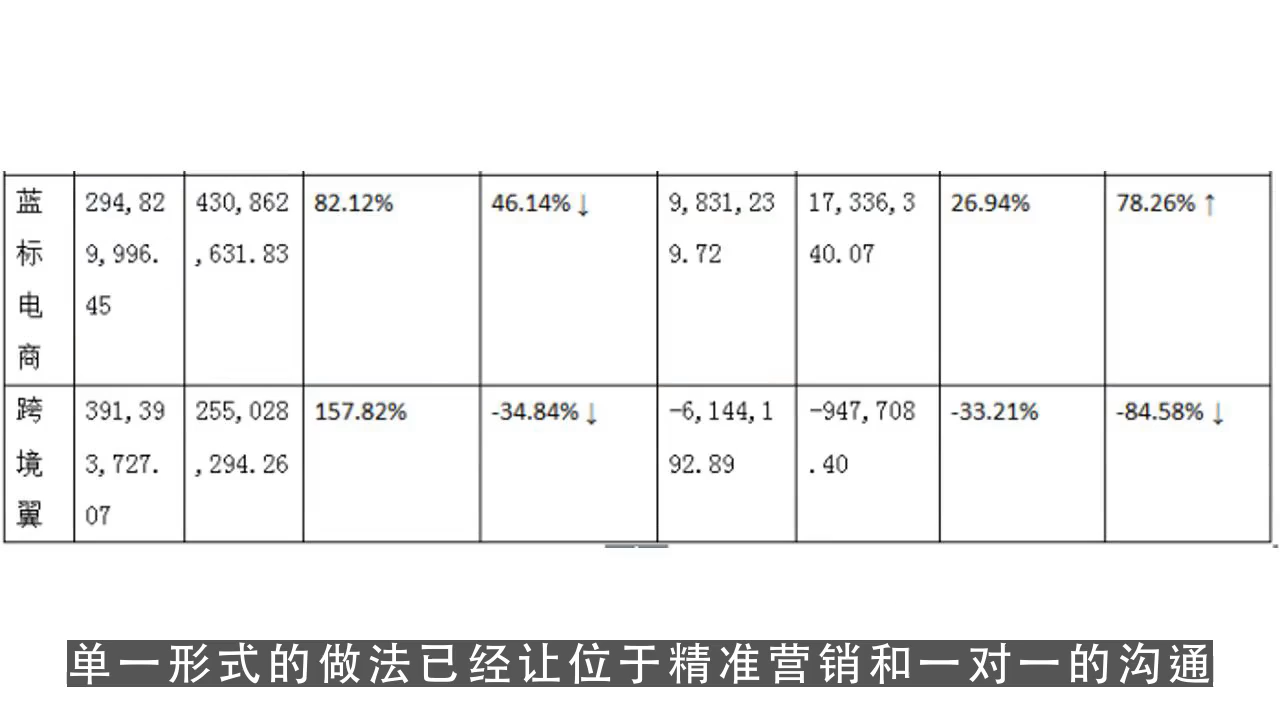 蓝 294,82 430,862 82.12% 46.14%↓ 9,831,23 17,336,3 26.94% 78.26%↑
标 9,996. ,631.83 9.72 40.07
电 45
商
跨 391,39 255,028 157.82% -34.84%↓ -6,144,1 -947,708 -33.21% -84.58%↓
境 3,727. ,294.26 92.89 .40
翼 07
单一形式的做法已经让位于精准营销和一对一的沟通